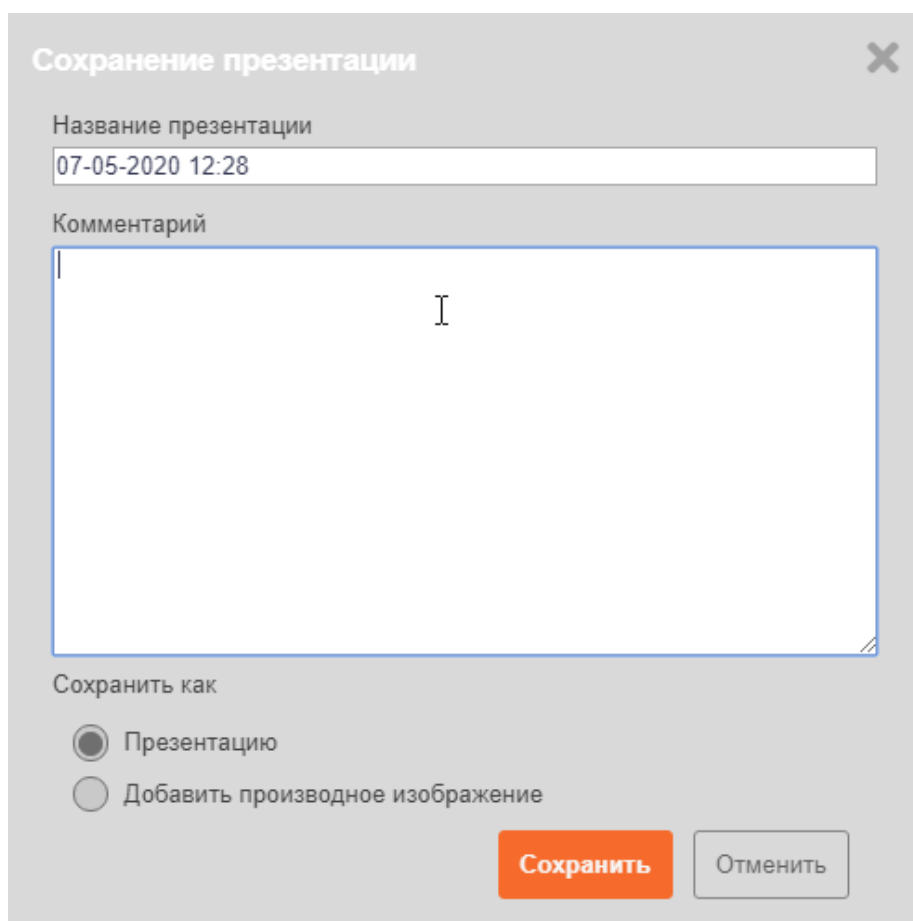 Сохранение презентации
Название презентации
07-05-2020 12:28
Комментарий
Сохранить как
Презентацию
Добавить производное изображение
Сохранить
Отменить